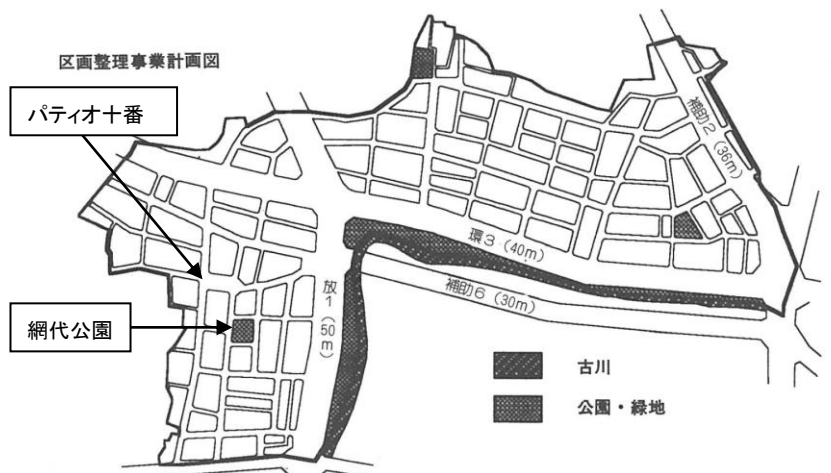 区画整理事業計画図
パティオ十番
網代公園
補助2(36m)
環3(40m)
補助6(30m)
放1(50m)
古川
公園・緑地